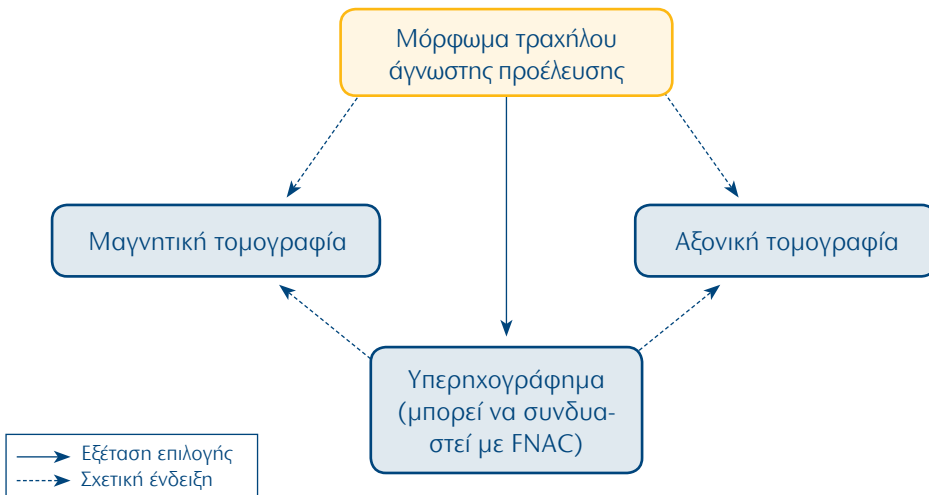 Μόρφωμα τραχήλου
άγνωστης προέλευσης
Μαγνητική τομογραφία
Αξονική τομογραφία
Υπερηχογράφημα
(μπορεί να συνδυα-
στεί με FNAC)
Εξέταση επιλογής
Σχετική ένδειξη